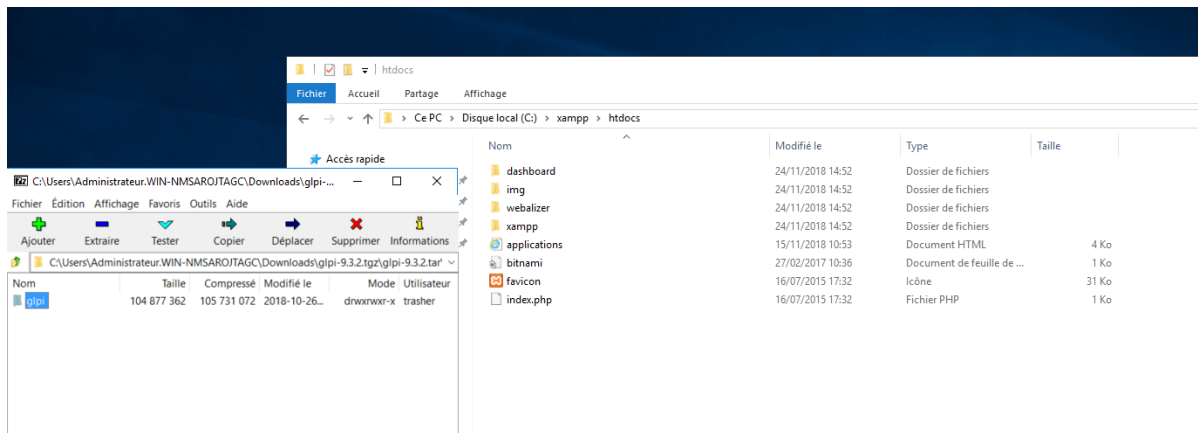 htdocs
Fichier Accueil Partage Affichage
Ce PC > Disque local (C:) > xampp > htdocs
Accès rapide
Nom Modifié le Type Taille
dashboard 24/11/2018 14:52 Dossier de fichiers
img 24/11/2018 14:52 Dossier de fichiers
webalizer 24/11/2018 14:52 Dossier de fichiers
xampp 24/11/2018 14:52 Dossier de fichiers
applications 15/11/2018 10:53 Document HTML 4 Ko
bitnami 27/02/2017 10:36 Document de feuille de ... 1 Ko
favicon 16/07/2015 17:32 Icône 31 Ko
index.php 16/07/2015 17:32 Fichier PHP 1 Ko
7z C:\Users\Administrateur.WIN-NMSAROJTAGC\Downloads\glpi-...
Fichier Édition Affichage Favoris Outils Aide
Ajouter Extraire Tester Copier Déplacer Supprimer Informations
C:\Users\Administrateur.WIN-NMSAROJTAGC\Downloads\glpi-9.3.2.tgz\glpi-9.3.2.tar\
Nom Taille Compressé Modifié le Mode Utilisateur
glpi 104 877 362 105 731 072 2018-10-26... drwxrwxr-x trasher